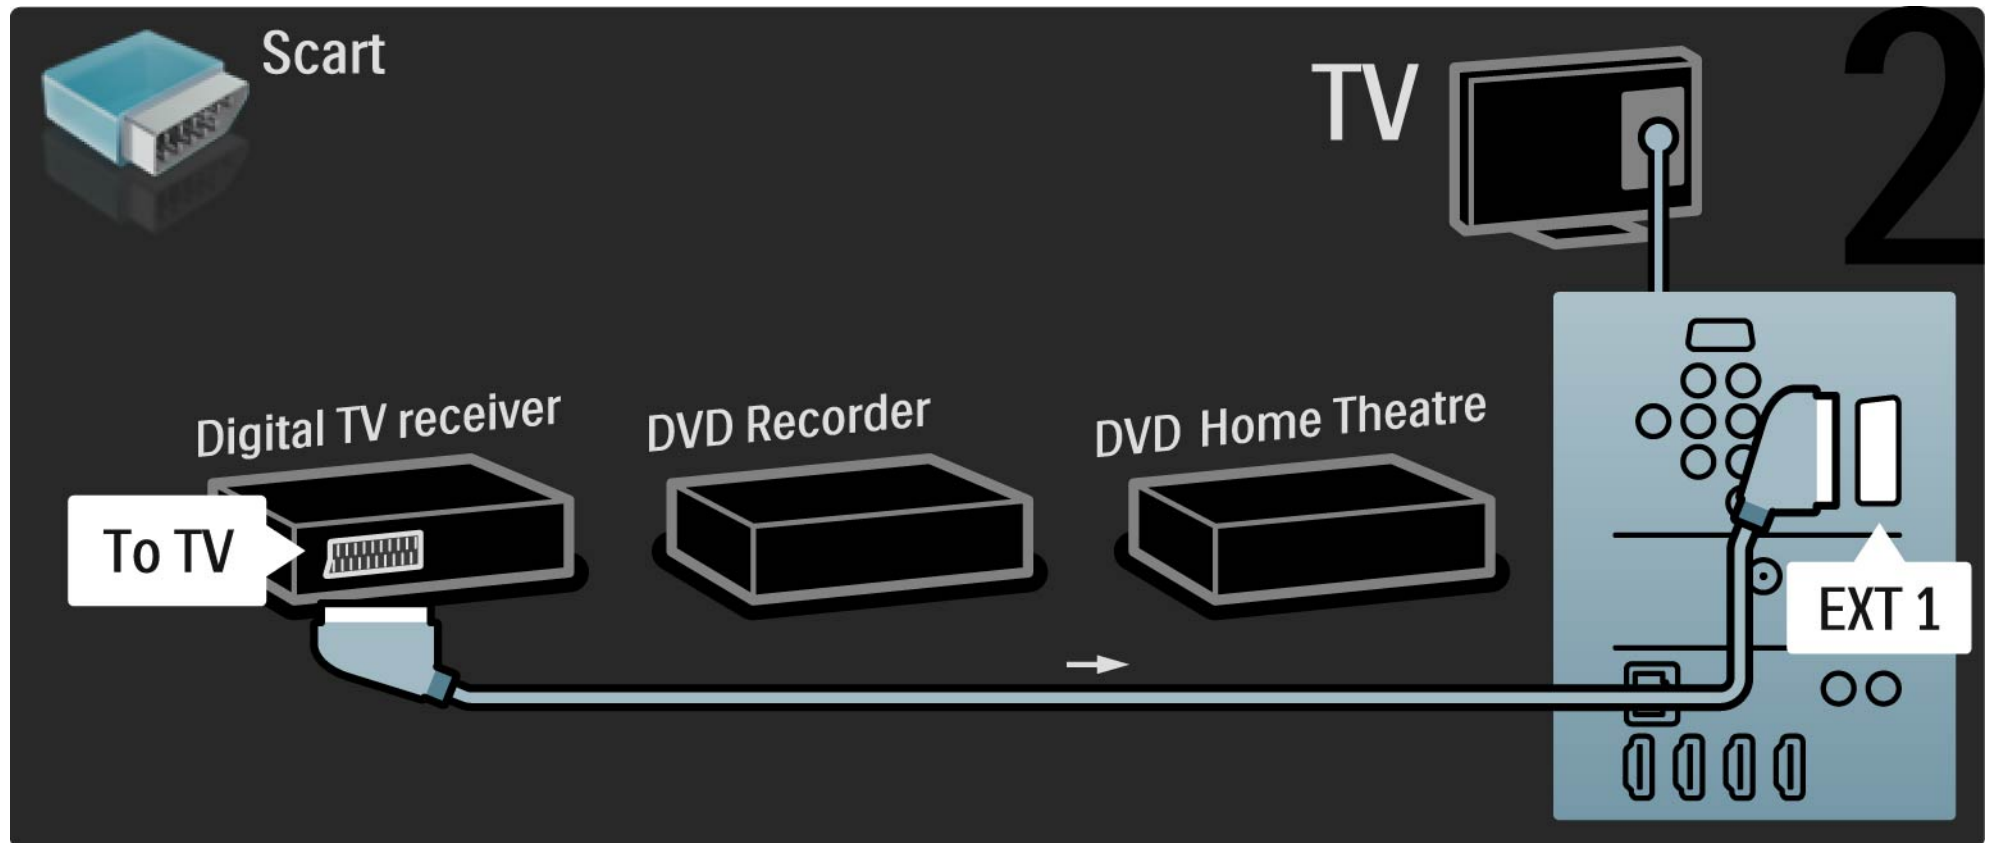 Scart
TV
2
Digital TV receiver
DVD Recorder
DVD Home Theatre
To TV
EXT 1